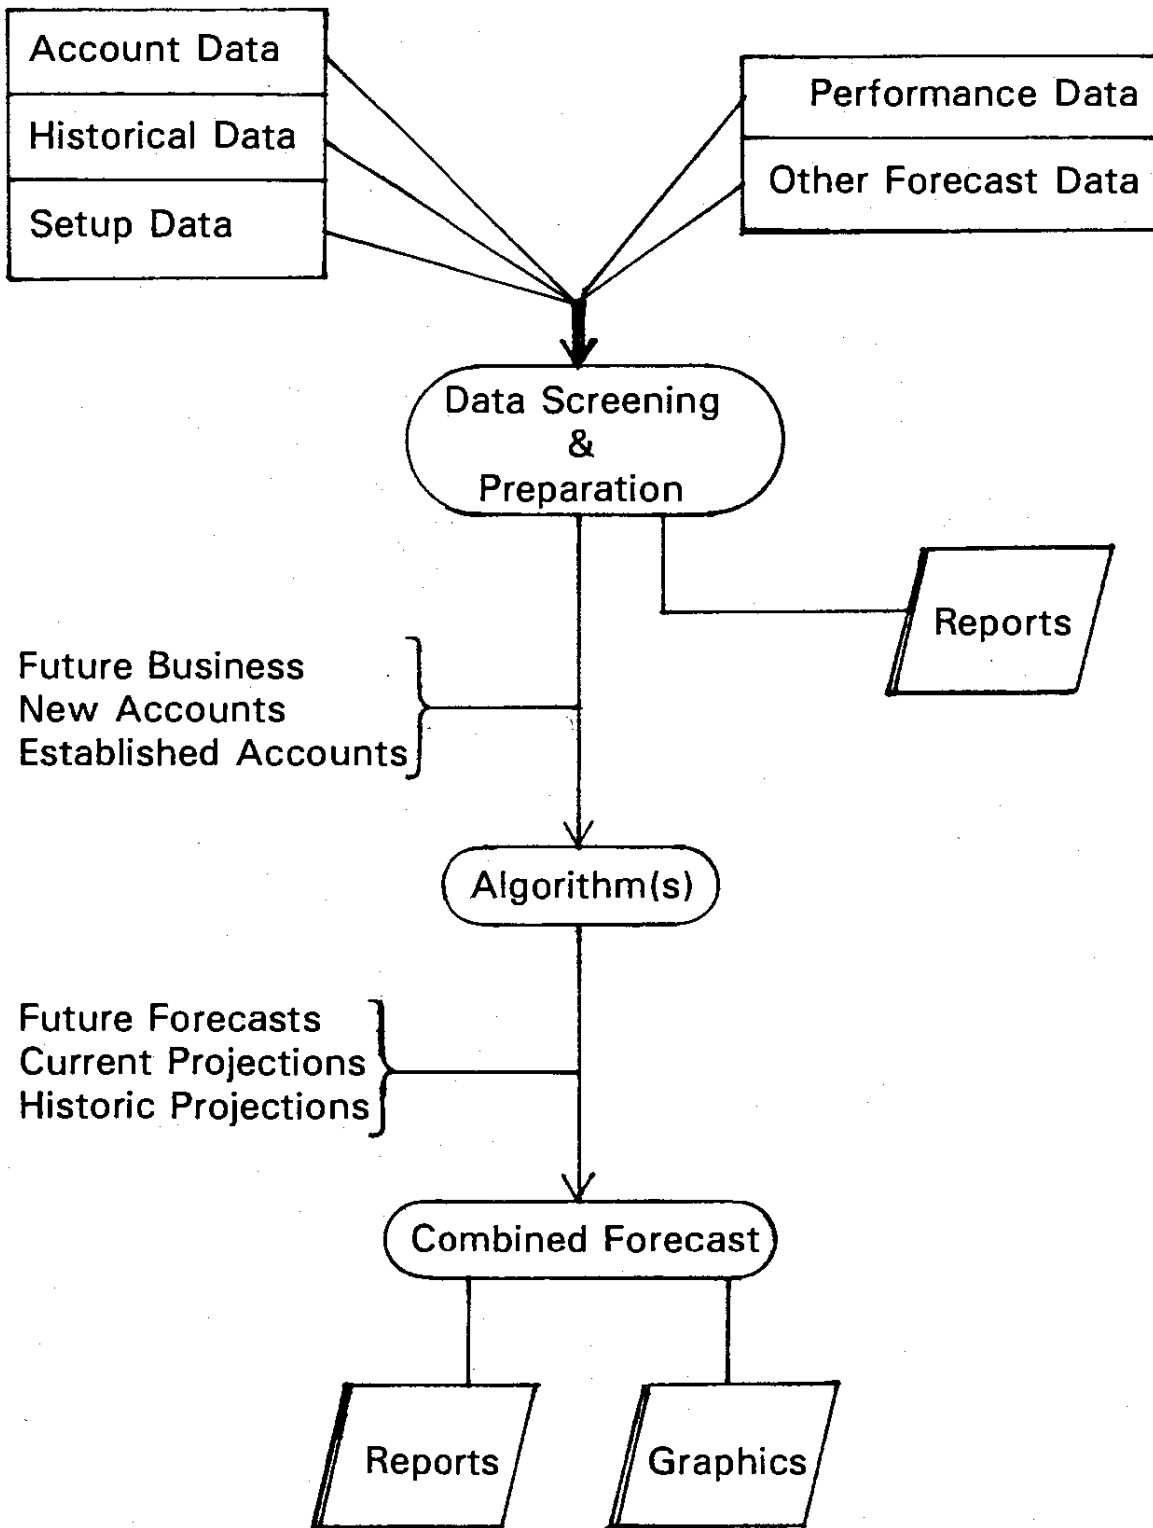 Account Data
Historical Data
Setup Data
Performance Data
Other Forecast Data
Data Screening
&
Preparation
Reports
Future Business
New Accounts
Established Accounts
Algorithm(s)
Future Forecasts
Current Projections
Historic Projections
Combined Forecast
Reports
Graphics